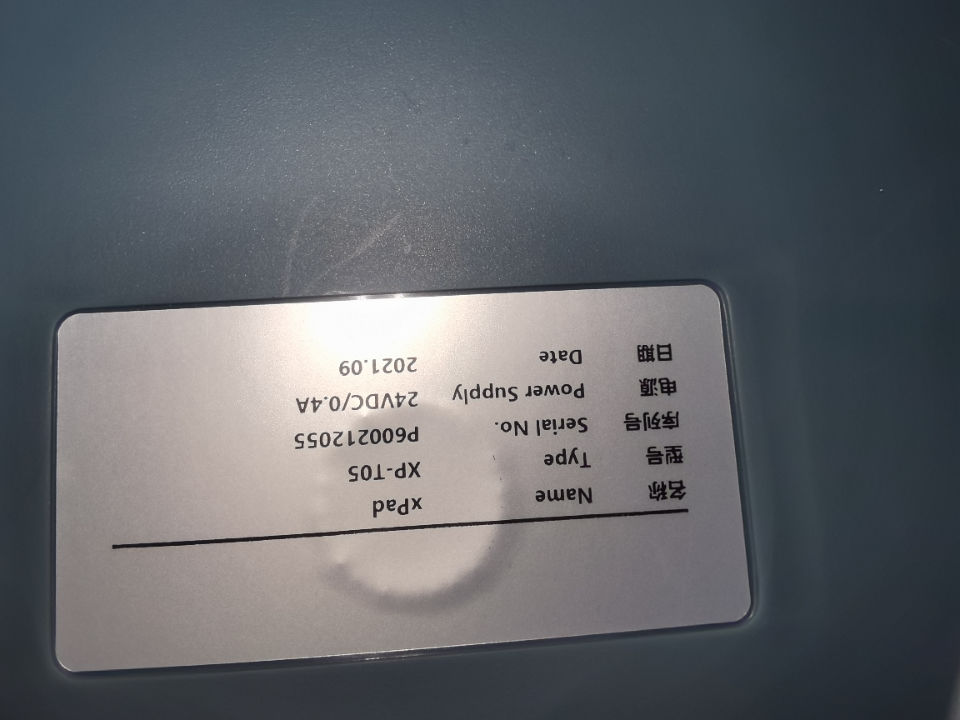 名称 Name xPad
型号 Type XP-T05
序列号 Serial No. P600212055
电源 Power Supply 24VDC/0.4A
日期 Date 2021.09